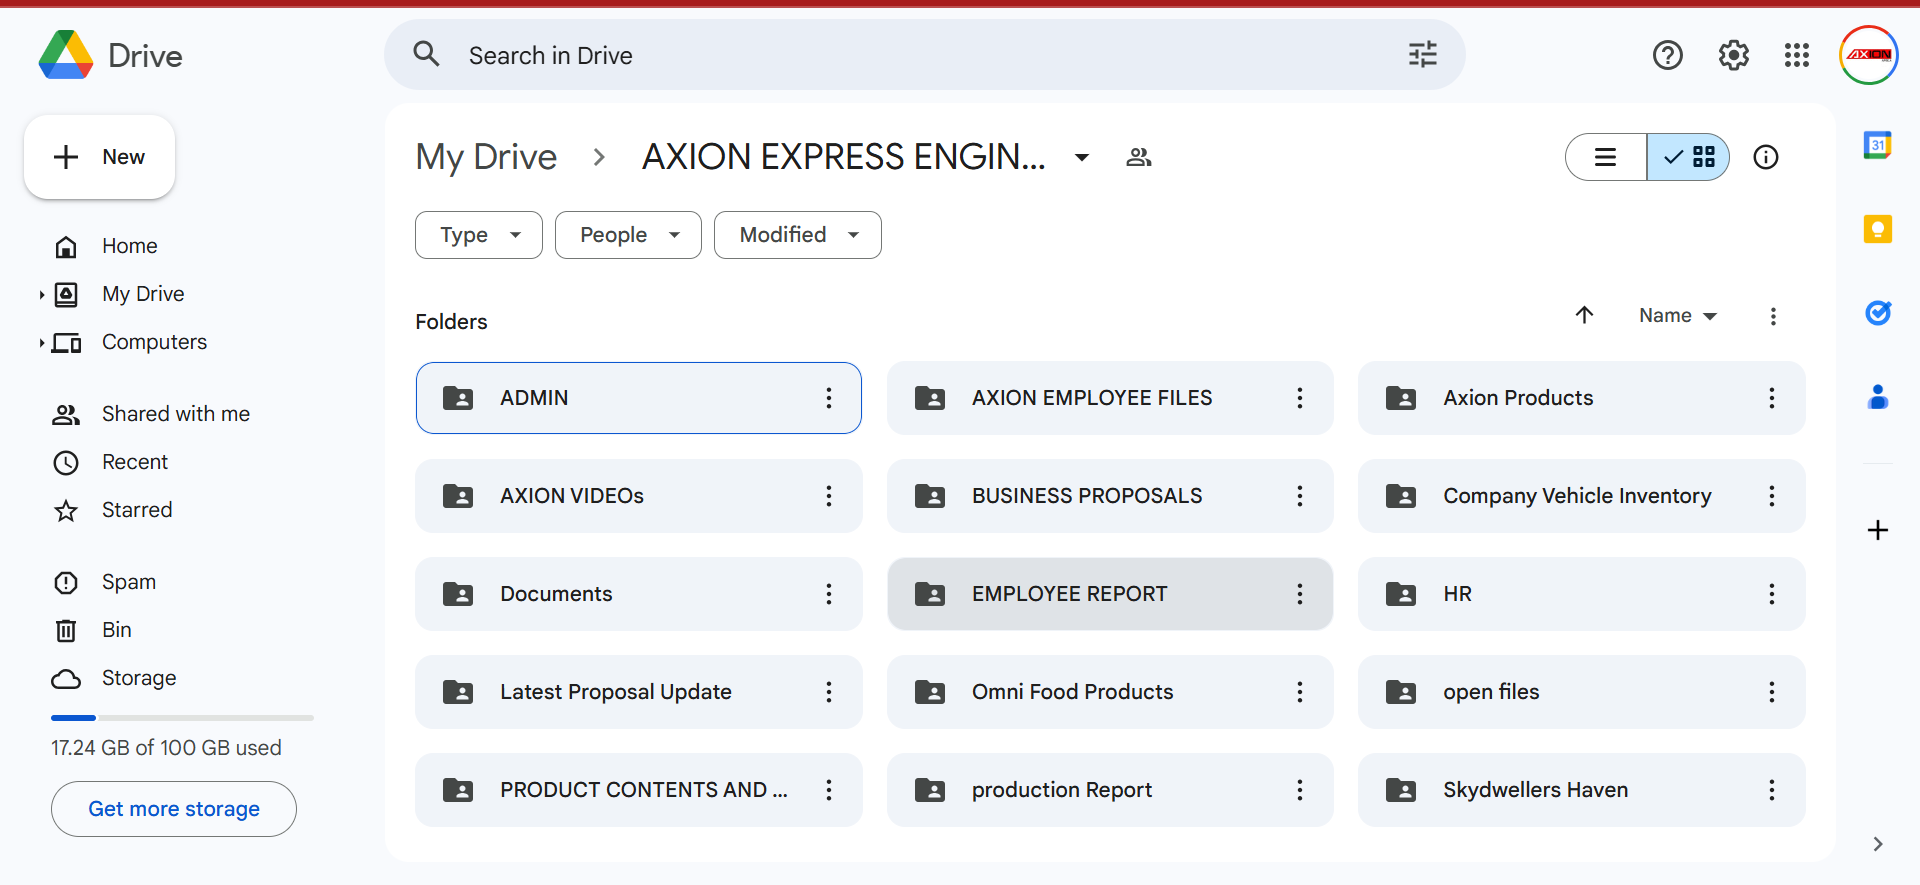 Drive
Search in Drive
AXION
New
My Drive
AXION EXPRESS ENGIN...
31
Type
People
Modified
Home
My Drive
Computers
Folders
Name
ADMIN
AXION EMPLOYEE FILES
Axion Products
Shared with me
Recent
Starred
AXION VIDEOs
BUSINESS PROPOSALS
Company Vehicle Inventory
Spam
Bin
Storage
Documents
EMPLOYEE REPORT
HR
Latest Proposal Update
Omni Food Products
open files
17.24 GB of 100 GB used
Get more storage
PRODUCT CONTENTS AND ...
production Report
Skydwellers Haven